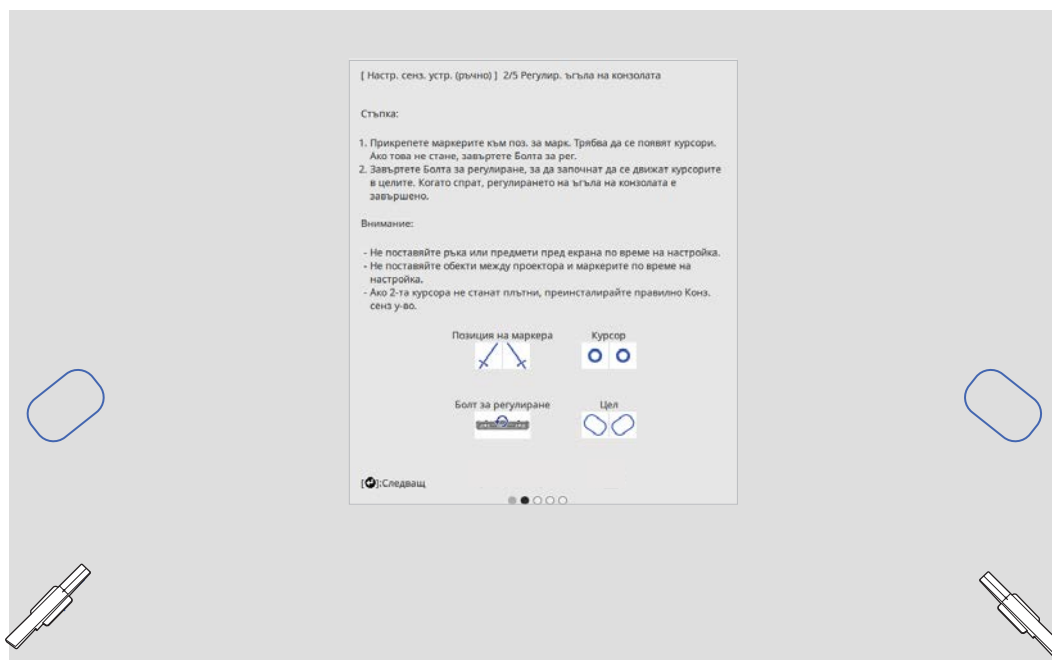 [ Настр. сенз. устр. (ръчно) ] 2/5 Регулир. ъгъла на конзолата
Стъпка:
1. Прикрепете маркерите към поз. за марк. Трябва да се появят курсори.
Ако това не стане, завъртете Болта за рег.
2. Завъртете Болта за регулиране, за да започнат да се движат курсорите
в целите. Когато спрат, регулирането на ъгъла на конзолата е
завършено.
Внимание:
- Не поставяйте ръка или предмети пред екрана по време на настройка.
- Не поставяйте обекти между проектора и маркерите по време на
настройка.
- Ако 2-та курсора не станат плътни, преинсталирайте правилно Конз.
сенз у-во.
Позиция на маркера Курсор
Болт за регулиране Цел
[ ]:Следващ